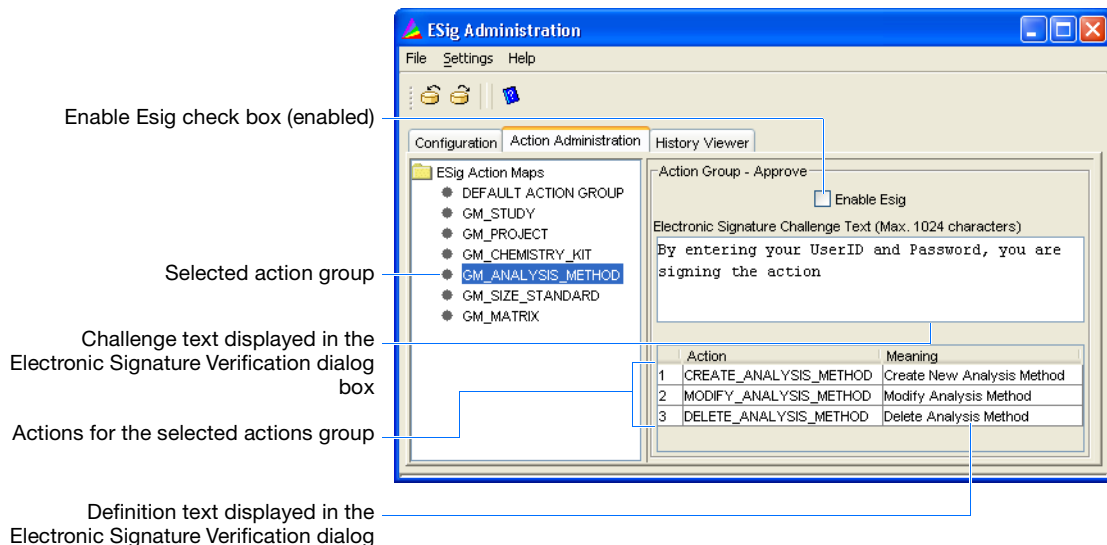 ESig Administration
File Settings Help
Enable Esig check box (enabled)
Configuration Action Administration History Viewer
ESig Action Maps
DEFAULT ACTION GROUP
GM_STUDY
GM_PROJECT
GM_CHEMISTRY_KIT
GM_ANALYSIS_METHOD
GM_SIZE_STANDARD
GM_MATRIX
Action Group - Approve
Enable Esig
Electronic Signature Challenge Text (Max. 1024 characters)
By entering your UserID and Password, you are
signing the action
Selected action group
Challenge text displayed in the
Electronic Signature Verification dialog
box
Action Meaning
1 CREATE_ANALYSIS_METHOD Create New Analysis Method
2 MODIFY_ANALYSIS_METHOD Modify Analysis Method
3 DELETE_ANALYSIS_METHOD Delete Analysis Method
Actions for the selected actions group
Definition text displayed in the
Electronic Signature Verification dialog